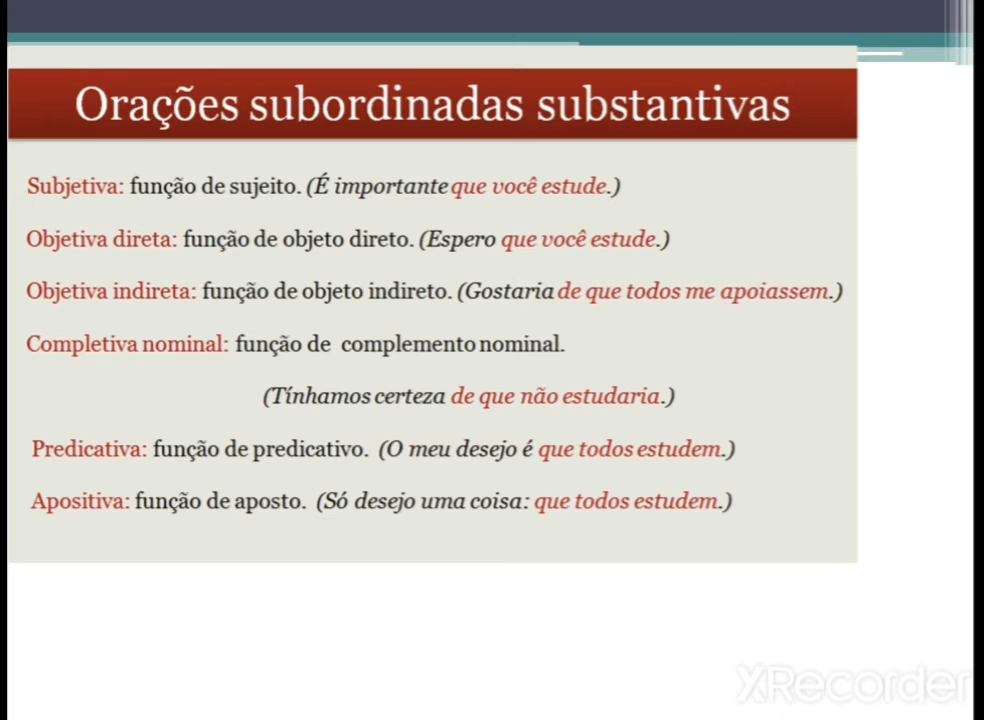 Orações subordinadas substantivas
Subjetiva: função de sujeito. (É importante que você estude.)
Objetiva direta: função de objeto direto. (Espero que você estude.)
Objetiva indireta: função de objeto indireto. (Gostaria de que todos me apoiassem.)
Completiva nominal: função de complemento nominal.
(Tínhamos certeza de que não estudaria.)
Predicativa: função de predicativo. (O meu desejo é que todos estudem.)
Apositiva: função de aposto. (Só desejo uma coisa: que todos estudem.)
XRecorder